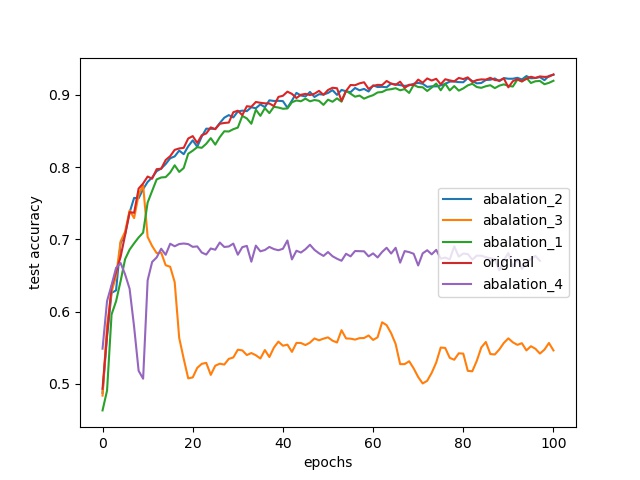 0.9
0.8
0.7
0.6
0.5
test accuracy
abalation_2
abalation_3
abalation_1
original
abalation_4
0 20 40 60 80 100
epochs